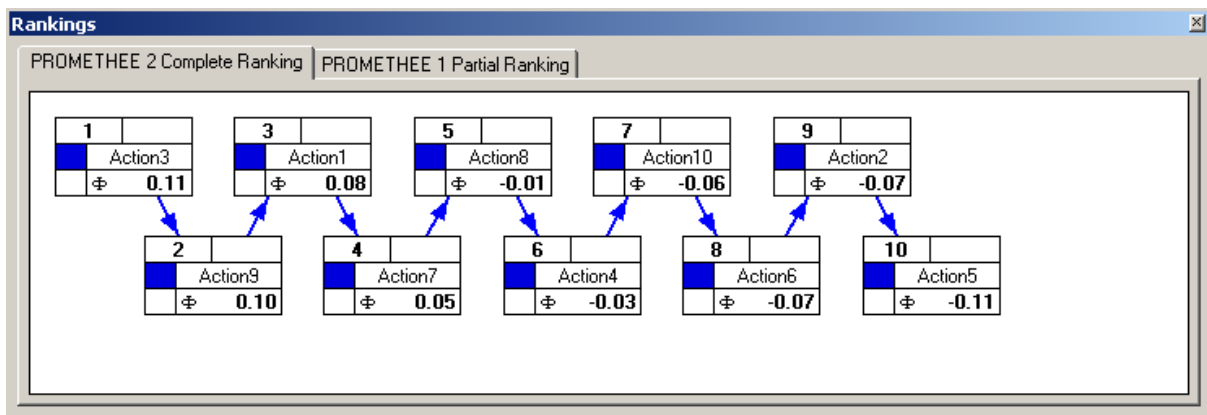 Rankings
PROMETHEE 2 Complete Ranking PROMETHEE 1 Partial Ranking
1 3 5 7 9
Action3 Action1 Action8 Action10 Action2
Φ 0.11 Φ 0.08 Φ -0.01 Φ -0.06 Φ -0.07
2 4 6 8 10
Action9 Action7 Action4 Action6 Action5
Φ 0.10 Φ 0.05 Φ -0.03 Φ -0.07 Φ -0.11